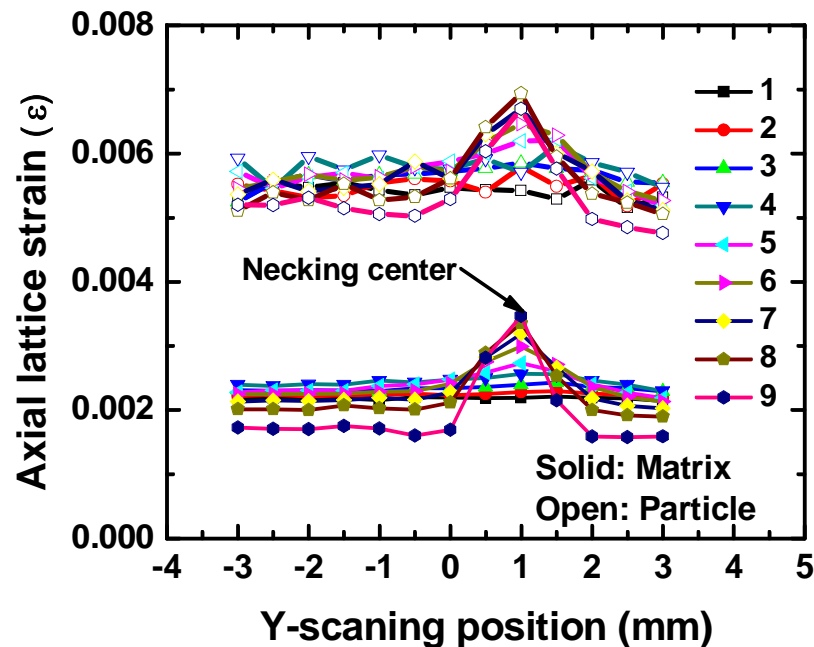 0.008
0.006
0.004
0.002
0.000
Axial lattice strain (ε)
1
2
3
4
5
6
7
8
9
Necking center
Solid: Matrix
Open: Particle
-4 -3 -2 -1 0 1 2 3 4 5
Y-scaning position (mm)